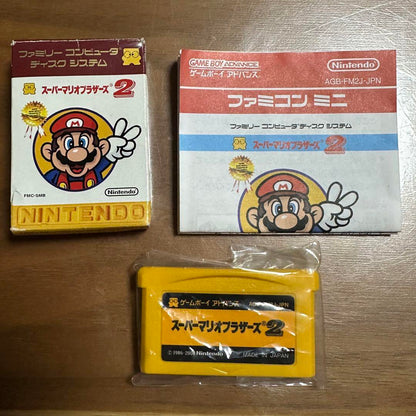 ファミリー コンピュータ
ディスク システム
スーパーマリオブラザーズ2
Nintendo
FMC-SMB
NINTENDO
GAME BOY ADVANCE
ゲームボーイ アドバンス
Nintendo
AGB-FM2J-JPN
ファミコン ミニ
ファミリー コンピュータ ディスク システム
スーパーマリオブラザーズ2
ゲームボーイ アドバンス
スーパーマリオブラザーズ2
Nintendo
MADE IN JAPAN